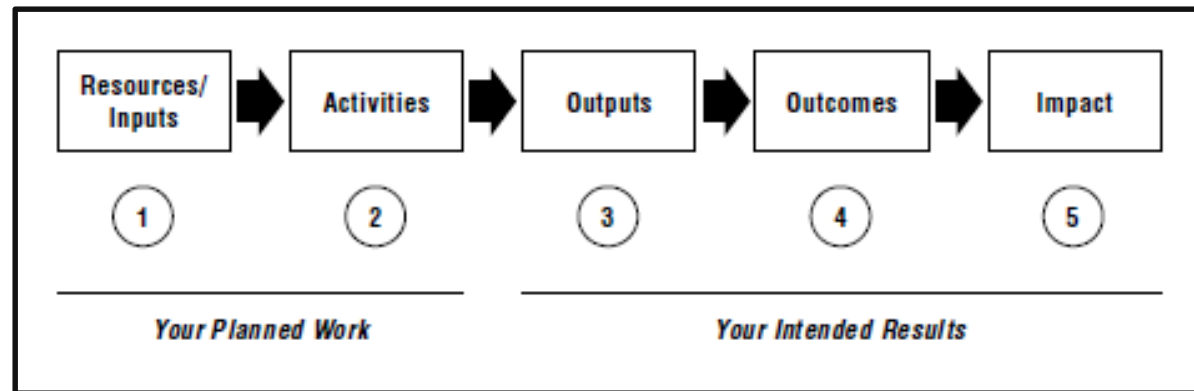 Resources/
Inputs
Activities
Outputs
Outcomes
Impact
1
2
3
4
5
Your Planned Work
Your Intended Results